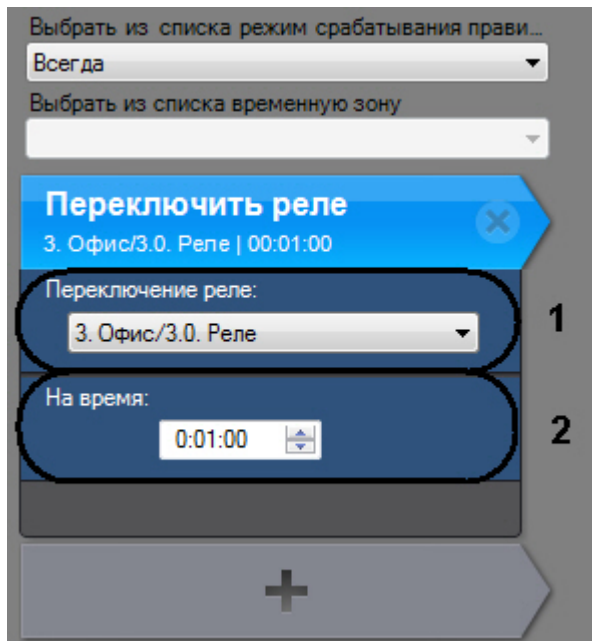 Выбрать из списка режим срабатывания прави...
Всегда
Выбрать из списка временную зону
Переключить реле
3. Офис/3.0. Реле | 00:01:00
Переключение реле:
3. Офис/3.0. Реле
1
На время:
0:01:00
2